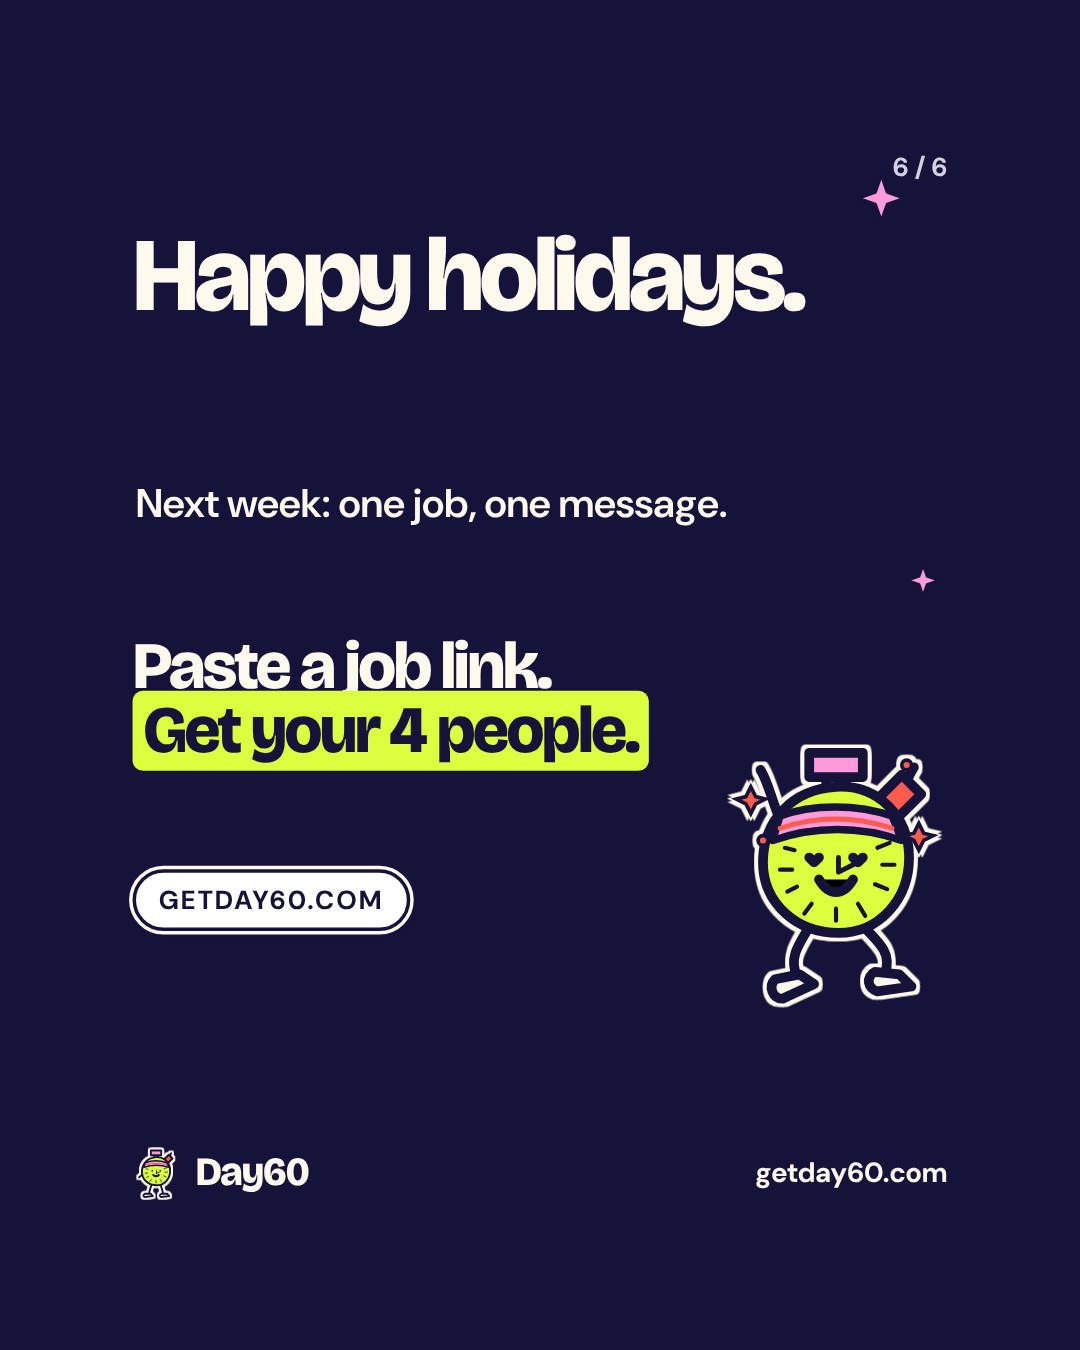 6 / 6
Happy holidays.
Next week: one job, one message.
Paste a job link.
Get your 4 people.
GETDAY60.COM
Day60
getday60.com